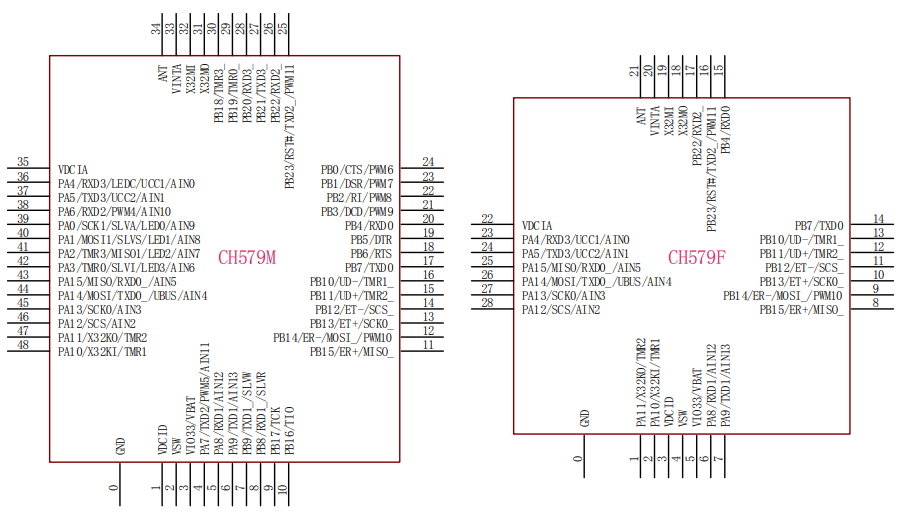 34 33 32 31 30 29 28 27 26 25
ANT
VINTA
X32MI
X32MO
PB18/TMR3_
PB19/TMR0_
PB20/RXD3_
PB21/TXD3_
PB22/RXD2_
PB23/RST#/TXD2_/PWM11
35 VDCIA
36 PA4/RXD3/LEDC/UCC1/AIN0
37 PA5/TXD3/UCC2/AIN1
38 PA6/RXD2/PWM4/AIN10
39 PA0/SCK1/SLVA/LED0/AIN9
40 PA1/MOSI1/SLVS/LED1/AIN8
41 PA2/TMR3/MISO1/LED2/AIN7
42 PA3/TMR0/SLVI/LED3/AIN6
43 PA15/MISO/RXD0_/AIN5
44 PA14/MOSI/TXD0_/UBUS/AIN4
45 PA13/SCK0/AIN3
46 PA12/SCS/AIN2
47 PA11/X32KO/TMR2
48 PA10/X32KI/TMR1
CH579M
PB0/CTS/PWM6 24
PB1/DSR/PWM7 23
PB2/RI/PWM8 22
PB3/DCD/PWM9 21
PB4/RXD0 20
PB5/DTR 19
PB6/RTS 18
PB7/TXD0 17
PB10/UD-/TMR1_ 16
PB11/UD+/TMR2_ 15
PB12/ET-/SCS_ 14
PB13/ET+/SCK0_ 13
PB14/ER-/MOSI_/PWM10 12
PB15/ER+/MISO_ 11
GND
VDCID
VSW
VIO33/VBAT
PA7/TXD2/PWM5/AIN11
PA8/RXD1/AIN12
PA9/TXD1/AIN13
PB9/TXD1_/SLVW
PB8/RXD1_/SLVR
PB17/TCK
PB16/TIO
0 1 2 3 4 5 6 7 8 9 10
21 20 19 18 17 16 15
ANT
VINTA
X32MI
X32MO
PB22/RXD2_
PB23/RST#/TXD2_/PWM11
PB4/RXD0
22 VDCIA
23 PA4/RXD3/UCC1/AIN0
24 PA5/TXD3/UCC2/AIN1
25 PA15/MISO/RXD0_/AIN5
26 PA14/MOSI/TXD0_/UBUS/AIN4
27 PA13/SCK0/AIN3
28 PA12/SCS/AIN2
CH579F
PB7/TXD0 14
PB10/UD-/TMR1_ 13
PB11/UD+/TMR2_ 12
PB12/ET-/SCS_ 11
PB13/ET+/SCK0_ 10
PB14/ER-/MOSI_/PWM10 9
PB15/ER+/MISO_ 8
GND
PA11/X32KO/TMR2
PA10/X32KI/TMR1
VDCID
VSW
VIO33/VBAT
PA8/RXD1/AIN12
PA9/TXD1/AIN13
0 1 2 3 4 5 6 7